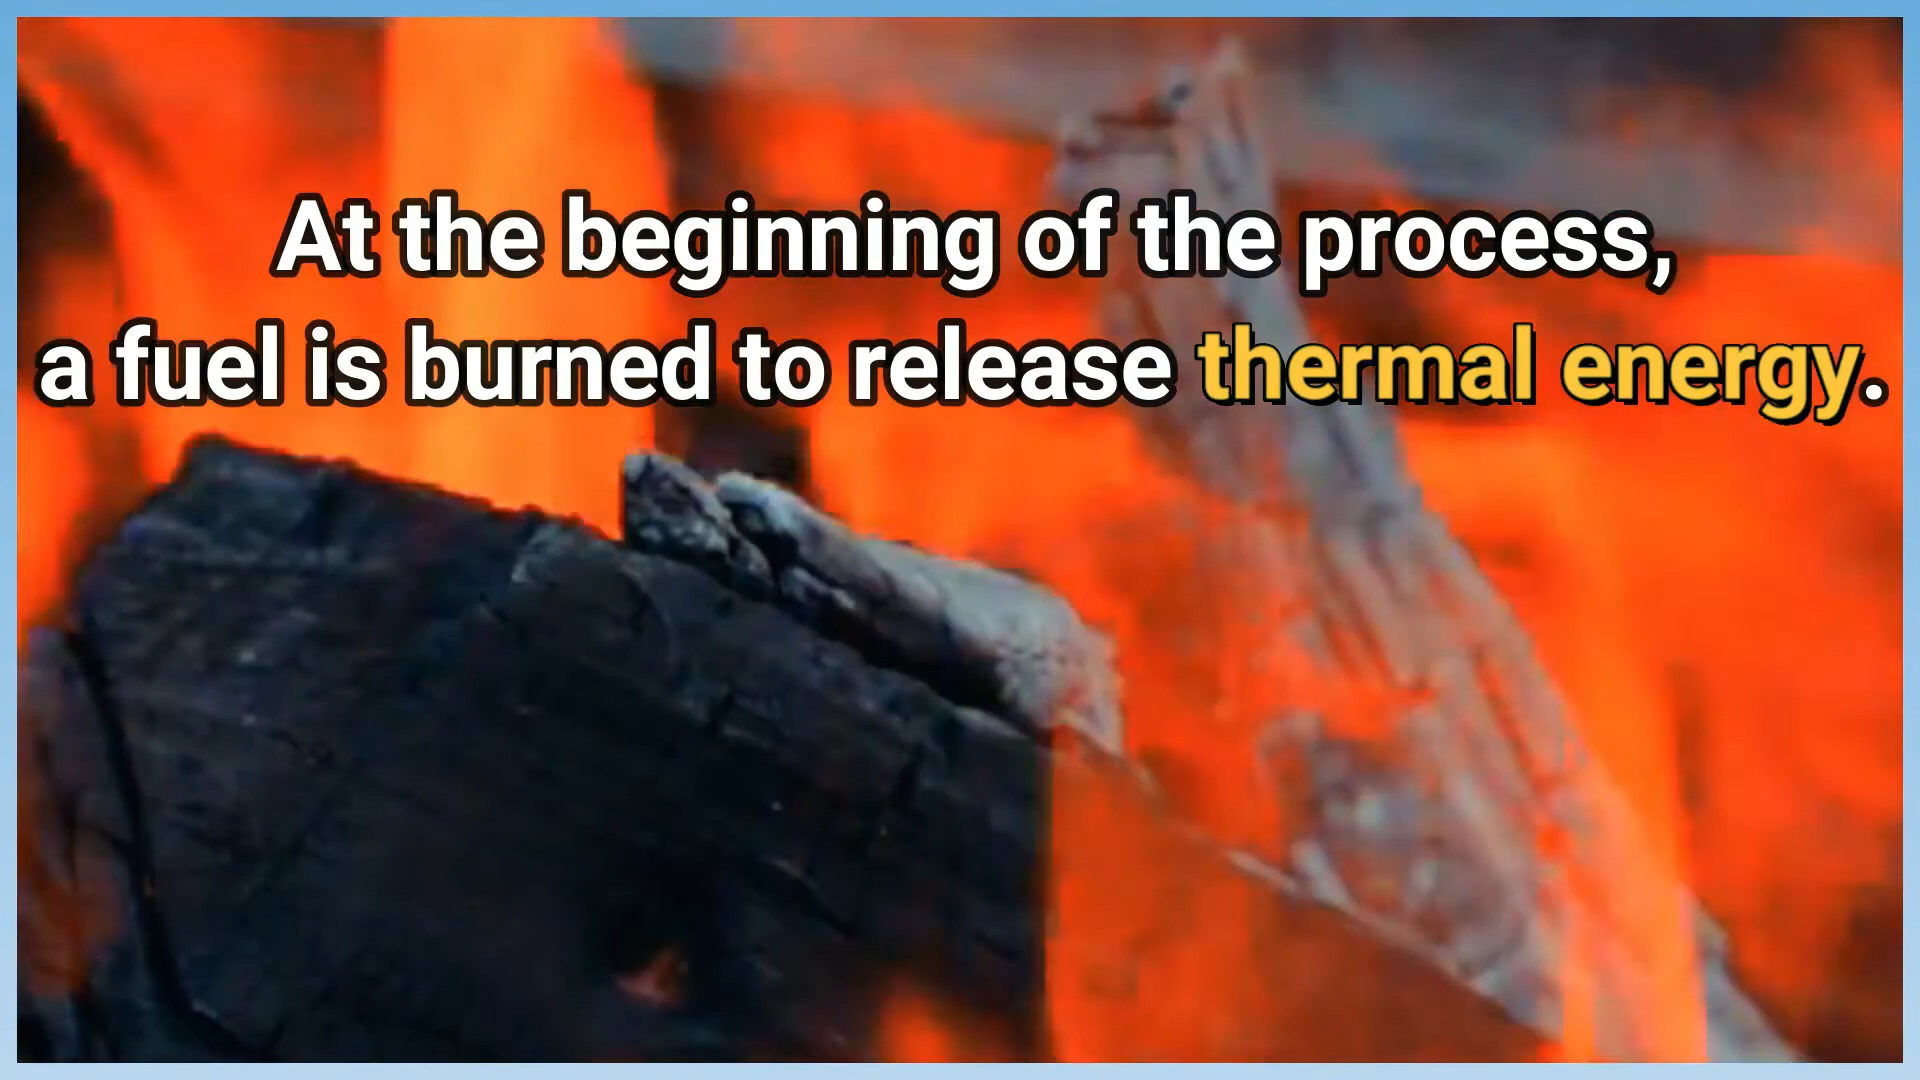 At the beginning of the process,
a fuel is burned to release thermal energy.